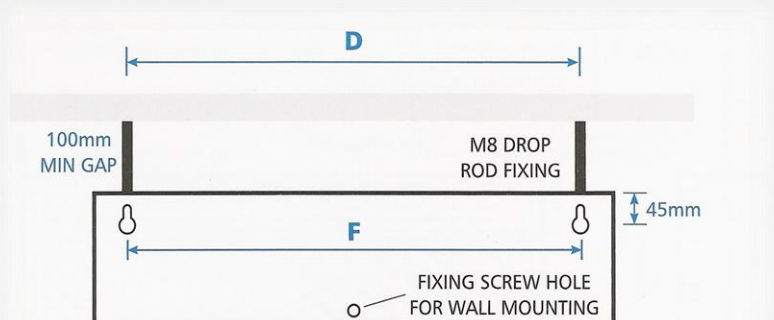 D
100mm
MIN GAP
M8 DROP
ROD FIXING
45mm
F
FIXING SCREW HOLE
FOR WALL MOUNTING